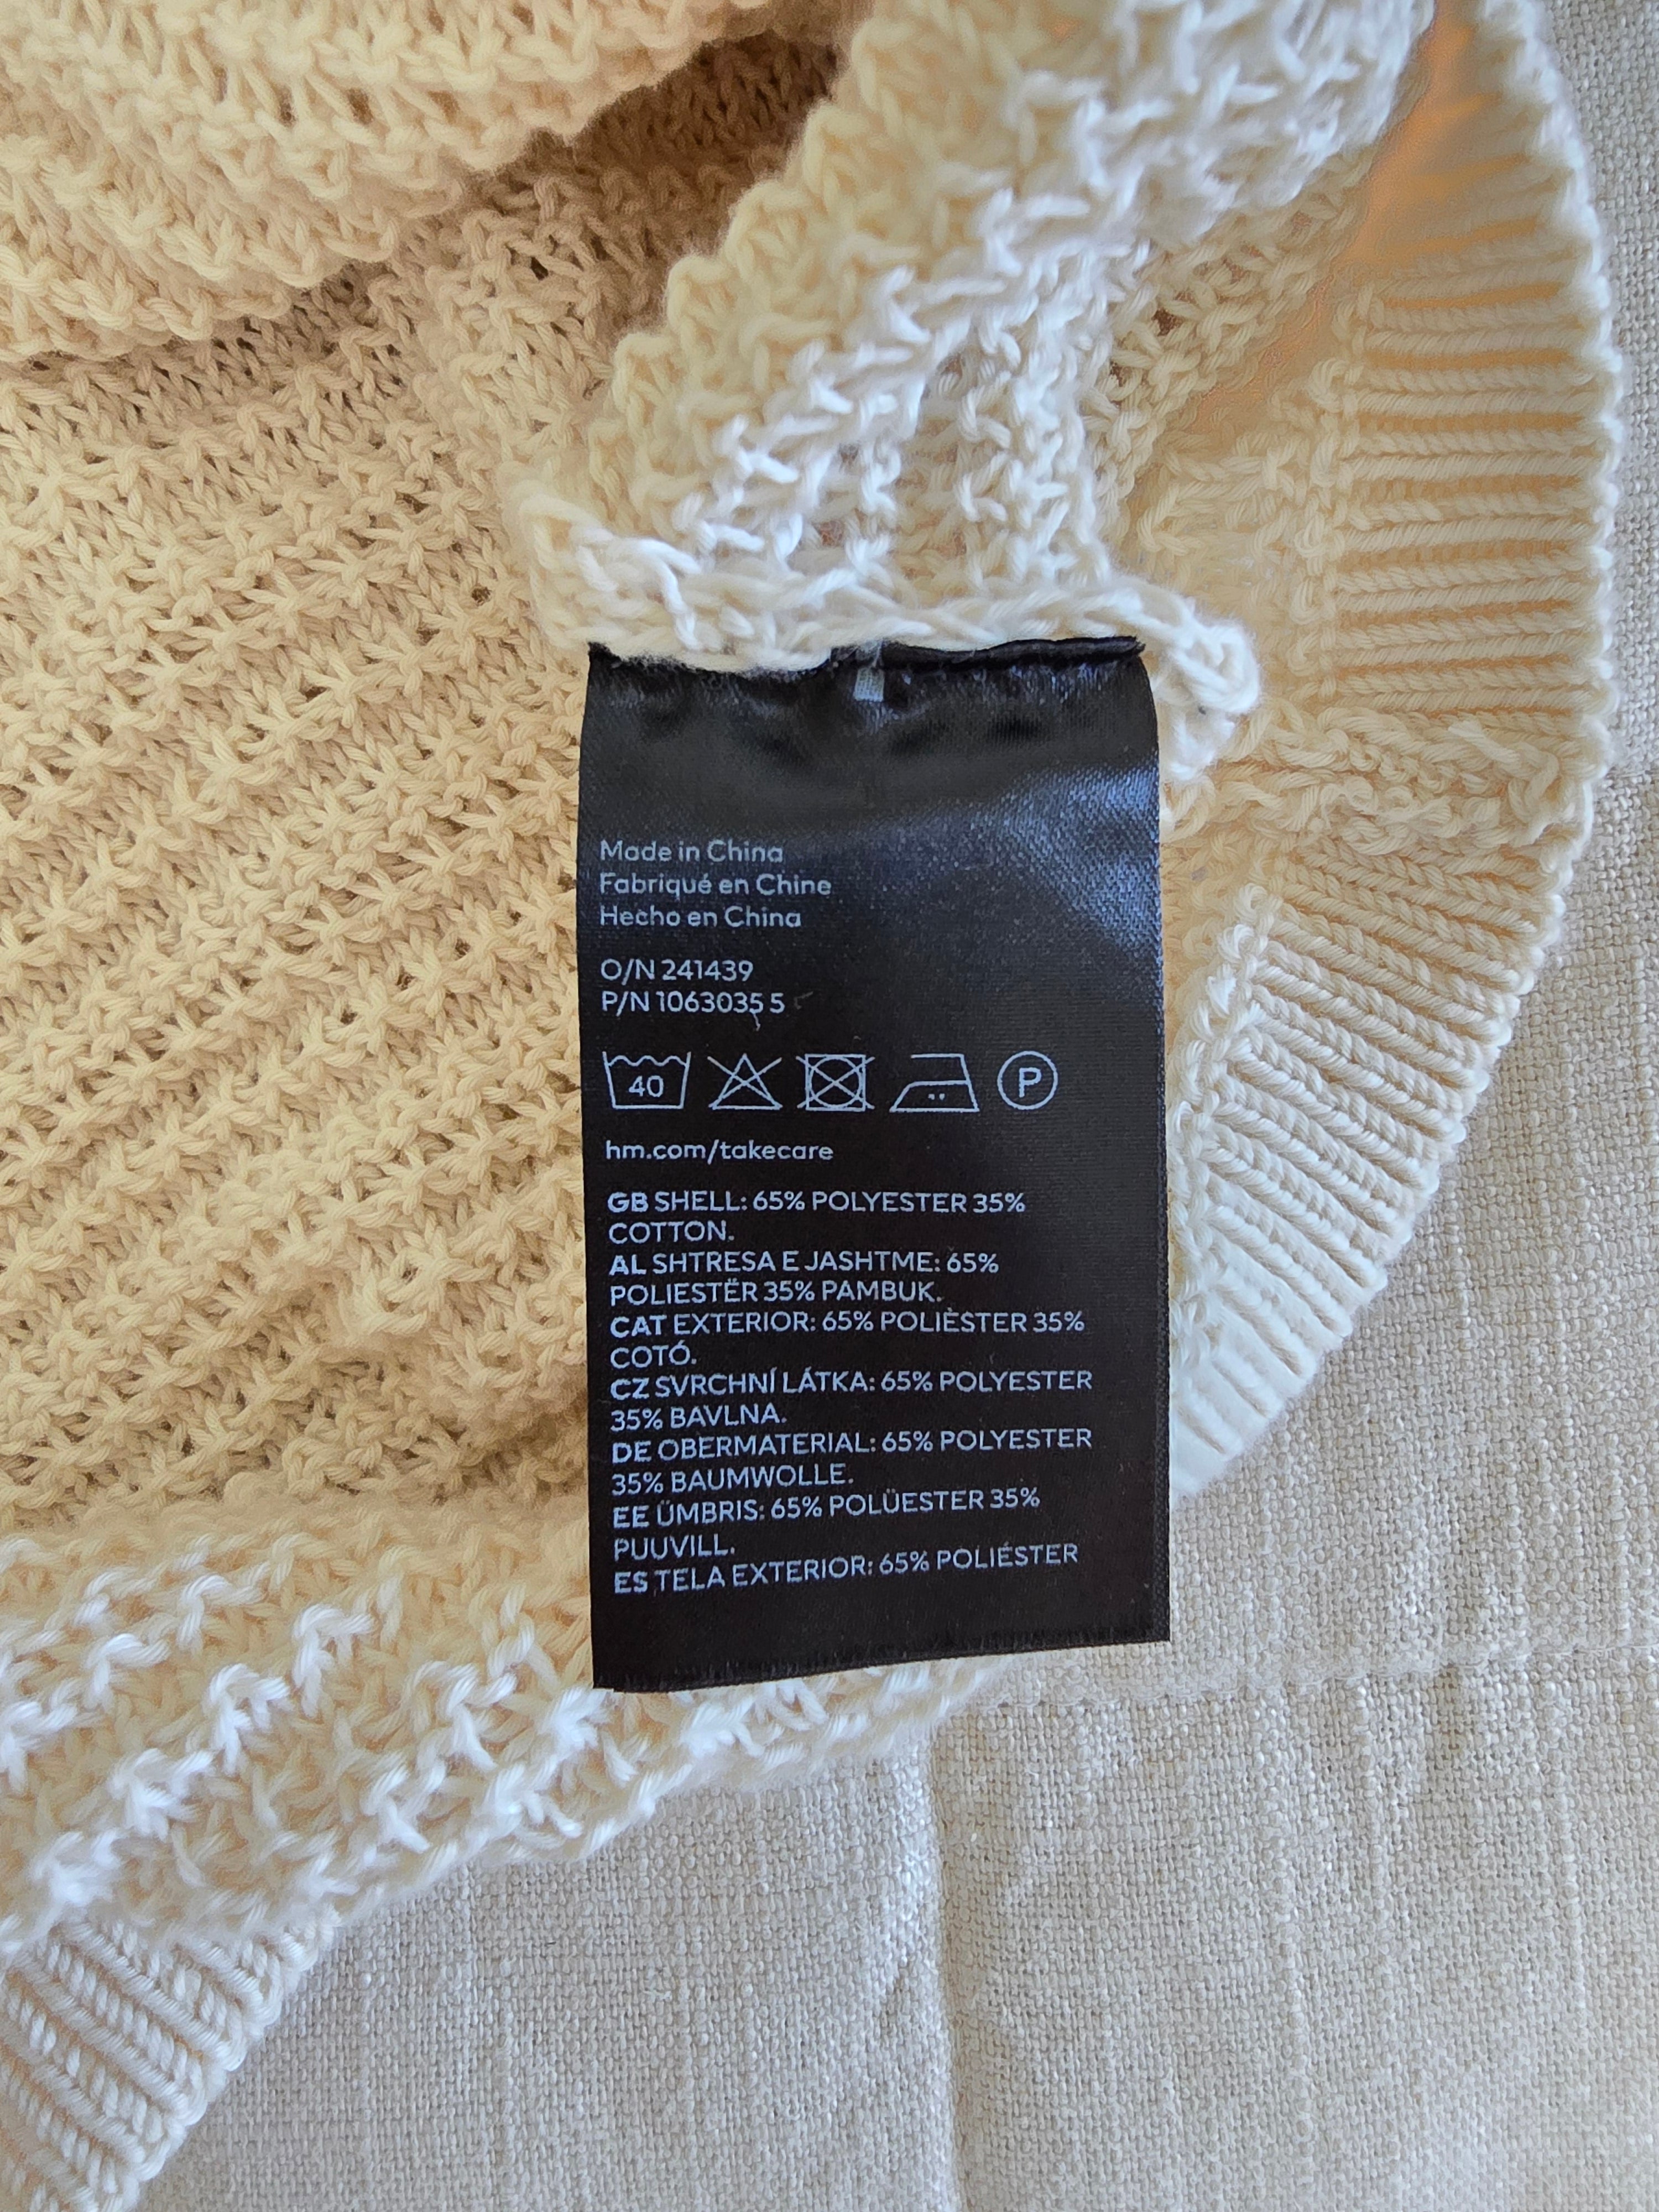 Made in China
Fabriqué en Chine
Hecho en China
O/N 241439
P/N 1063035 5
40
P
hm.com/takecare
GB SHELL: 65% POLYESTER 35%
COTTON.
AL SHTRESA E JASHTME: 65%
POLIESTËR 35% PAMBUK.
CAT EXTERIOR: 65% POLIÈSTER 35%
COTÓ.
CZ SVRCHNÍ LÁTKA: 65% POLYESTER
35% BAVLNA.
DE OBERMATERIAL: 65% POLYESTER
35% BAUMWOLLE.
EE ÜMBRIS: 65% POLÜESTER 35%
PUUVILL.
ES TELA EXTERIOR: 65% POLIÉSTER